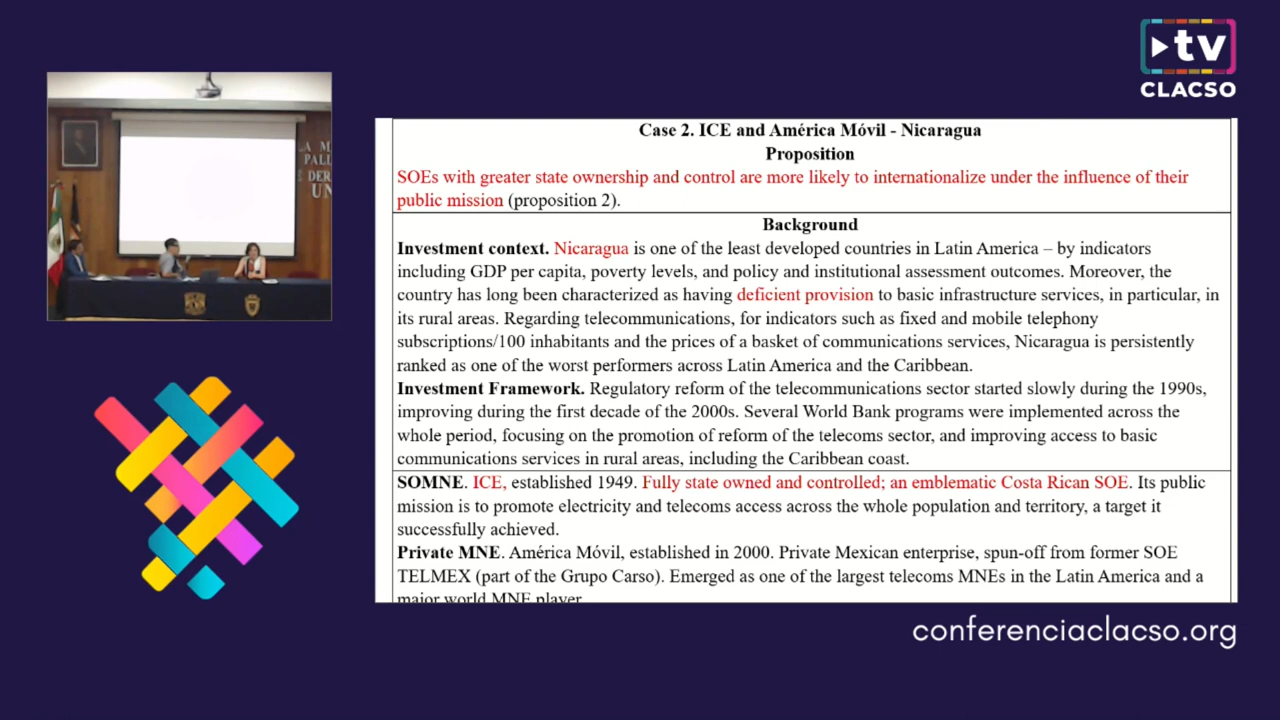 tv
CLACSO
LA M
PALL
E DER
UN
Case 2. ICE and América Móvil - Nicaragua
Proposition
SOEs with greater state ownership and control are more likely to internationalize under the influence of their
public mission (proposition 2).
Background
Investment context. Nicaragua is one of the least developed countries in Latin America – by indicators
including GDP per capita, poverty levels, and policy and institutional assessment outcomes. Moreover, the
country has long been characterized as having deficient provision to basic infrastructure services, in particular, in
its rural areas. Regarding telecommunications, for indicators such as fixed and mobile telephony
subscriptions/100 inhabitants and the prices of a basket of communications services, Nicaragua is persistently
ranked as one of the worst performers across Latin America and the Caribbean.
Investment Framework. Regulatory reform of the telecommunications sector started slowly during the 1990s,
improving during the first decade of the 2000s. Several World Bank programs were implemented across the
whole period, focusing on the promotion of reform of the telecoms sector, and improving access to basic
communications services in rural areas, including the Caribbean coast.
SOMNE. ICE, established 1949. Fully state owned and controlled; an emblematic Costa Rican SOE. Its public
mission is to promote electricity and telecoms access across the whole population and territory, a target it
successfully achieved.
Private MNE. América Móvil, established in 2000. Private Mexican enterprise, spun-off from former SOE
TELMEX (part of the Grupo Carso). Emerged as one of the largest telecoms MNEs in the Latin America and a
major world MNE player.
conferenciaclacso.org